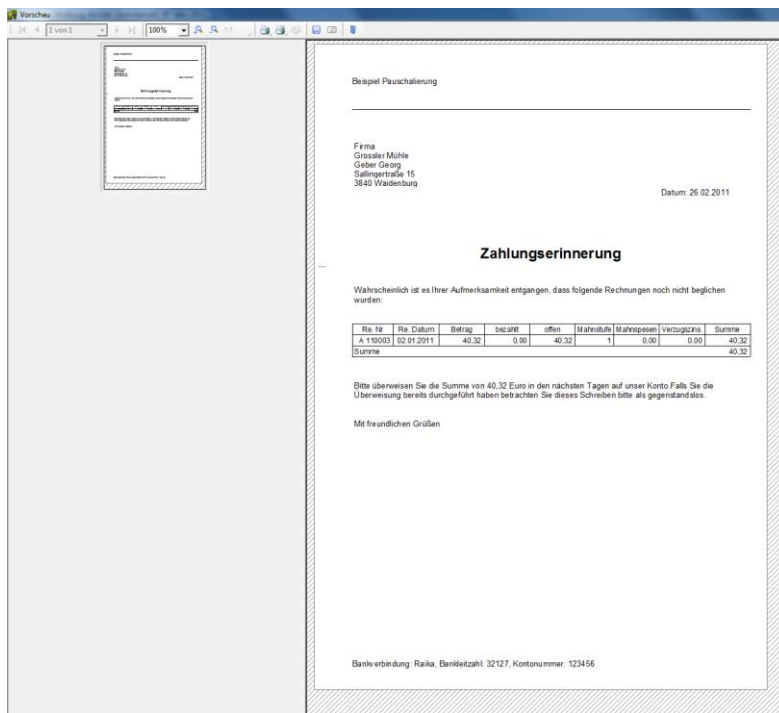 Vorschau
1 von 1
100%
Beispiel Pauschalierung
Firma
Grossler Mühle
Geber Georg
Sallingertraße 15
3840 Waidenburg
Datum: 26.02.2011
Zahlungserinnerung
Wahrscheinlich ist es Ihrer Aufmerksamkeit entgangen, dass folgende Rechnungen noch nicht beglichen
wurden:
Re. Nr Re. Datum Betrag bezahlt offen Mahnstufe Mahnspesen Verzugszins. Summe
A 110003 02.01.2011 40,32 0,00 40,32 1 0,00 0,00 40,32
Summe 40,32
Bitte überweisen Sie die Summe von 40,32 Euro in den nächsten Tagen auf unser Konto.Falls Sie die
Überweisung bereits durchgeführt haben betrachten Sie dieses Schreiben bitte als gegenstandslos.
Mit freundlichen Grüßen
Bankverbindung: Raika, Bankleitzahl: 32127, Kontonummer: 123456